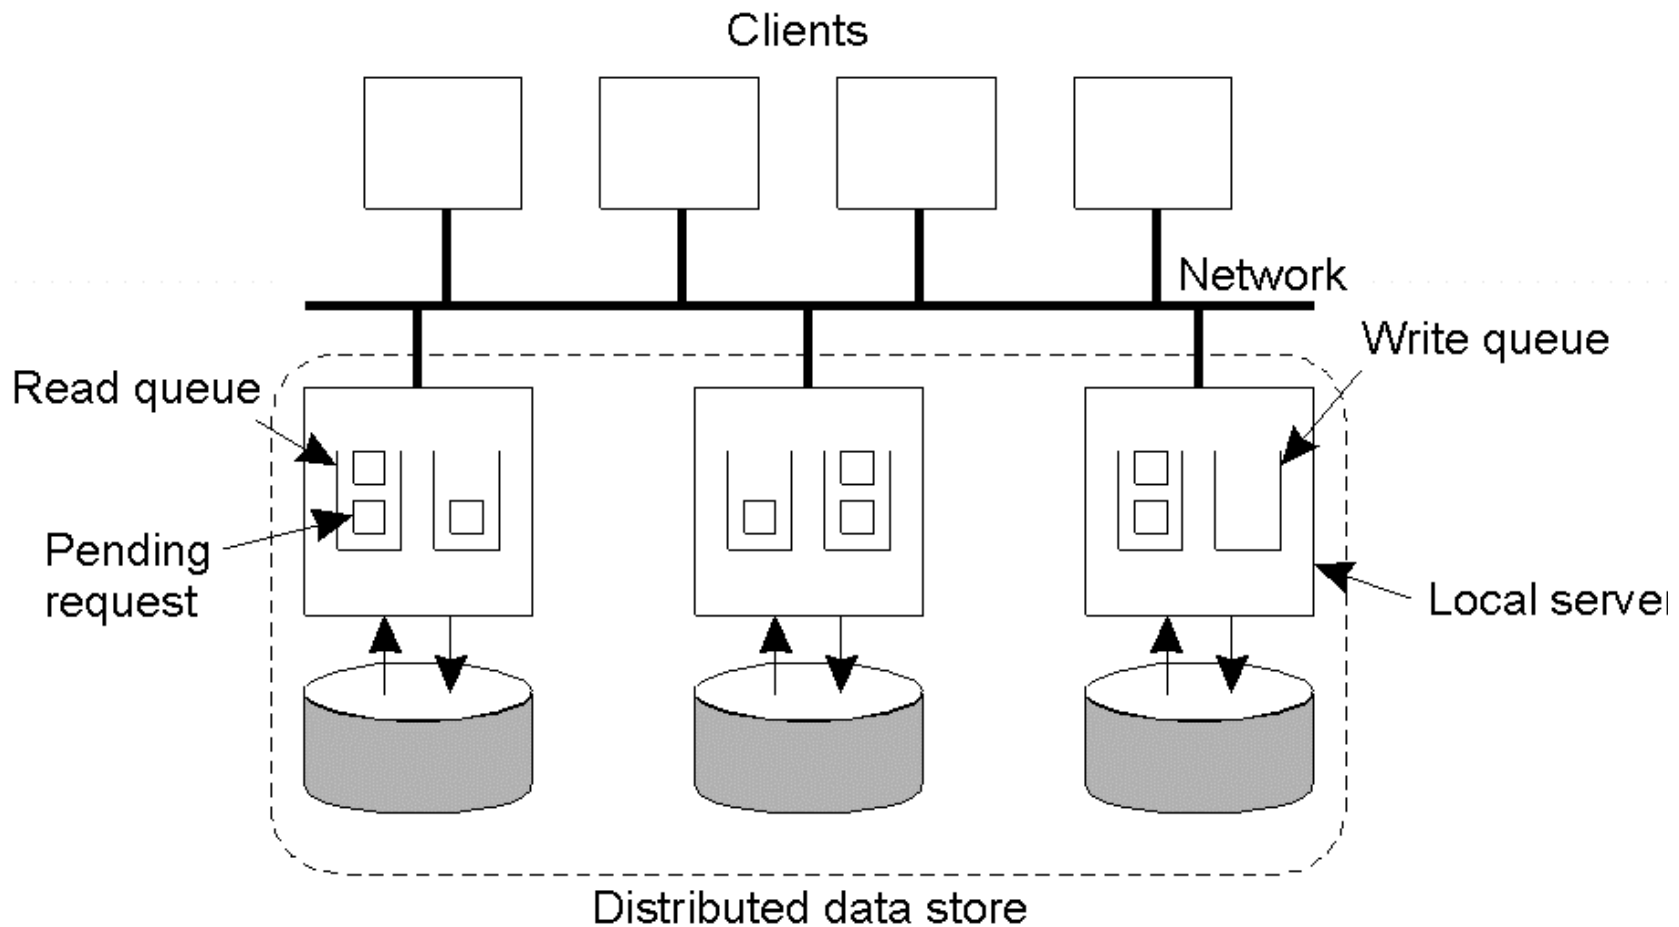 Clients
Network
Write queue
Read queue
Pending
request
Local server
Distributed data store